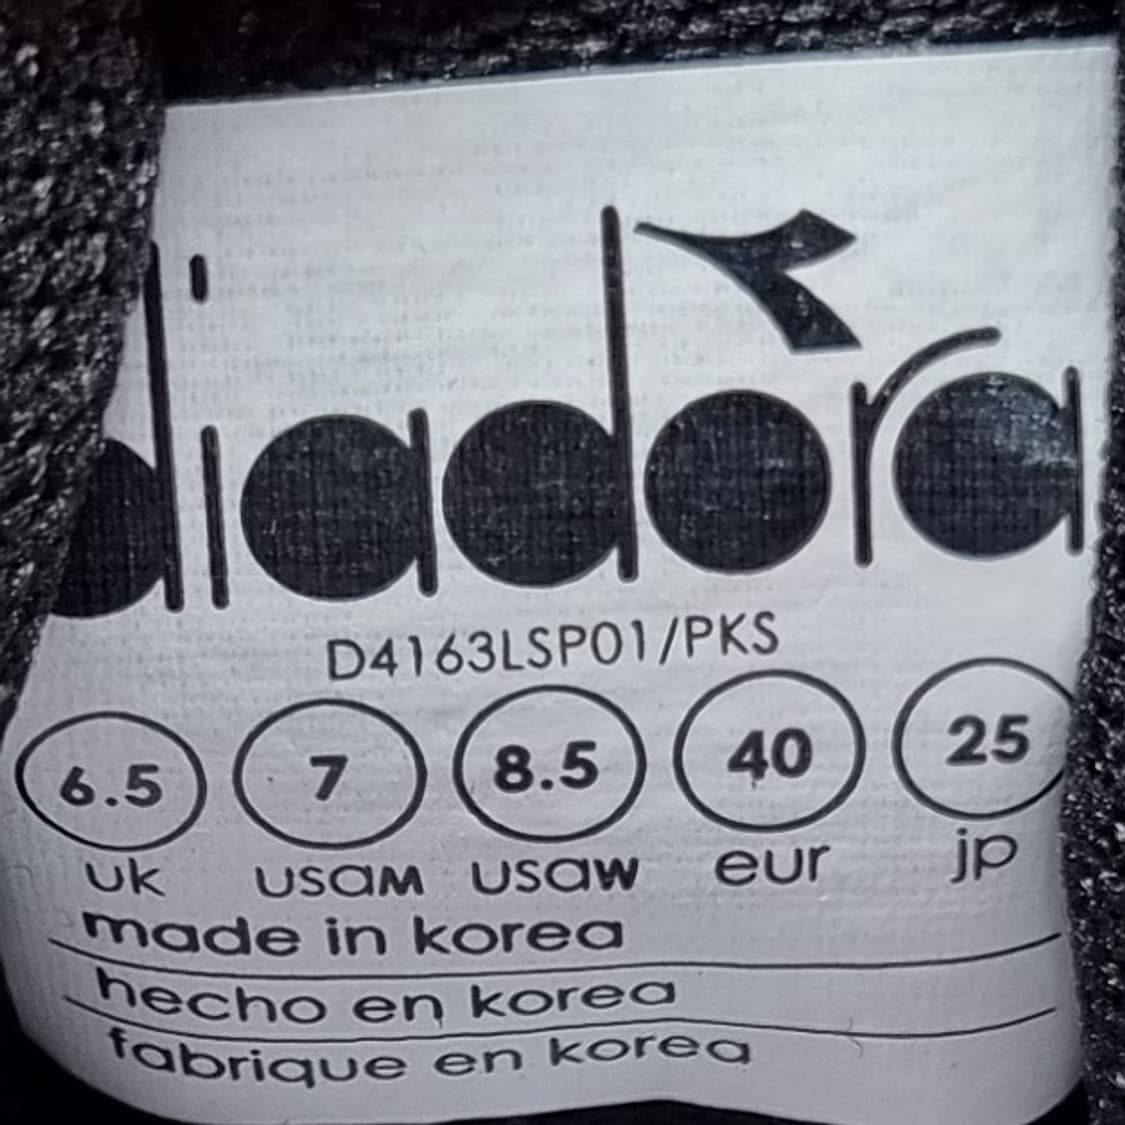 diadora
D4163LSP01/PKS
6.5 7 8.5 40 25
uk usam usaw eur jp
made in korea
hecho en korea
fabrique en korea